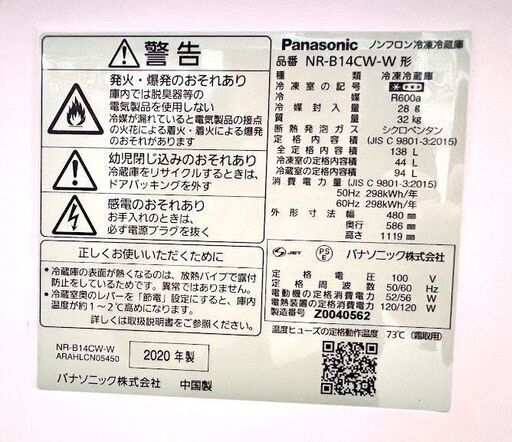 警告
発火・爆発のおそれあり
庫内では脱臭器等の
電気製品を使用しない
冷媒が漏れていると電気製品の接点
の火花による着火・着火・爆発
のおそれあり
幼児閉じ込めのおそれあり
冷蔵庫をリサイクルするときは、
ドアパッキングを外す
感電のおそれあり
お手入れのときは、
必ず電源プラグを抜く
正しくお使いいただくために
・冷蔵庫の表面が熱くなるのは、放熱パイプで露付
防止をしているためです。異常ではありません。
・冷蔵室奥のレバーを「節電」設定にすると、庫内
温度が約1~2℃高めになります。
詳しくは取扱説明書をご覧ください。
NR-B14CW-W
ARAHLCN05450
2020 年製
パナソニック株式会社 中国製
Panasonic ノンフロン冷凍冷蔵庫
品番 NR-B14CW-W 形
種類 冷凍冷蔵庫
冷凍室の記号
冷媒 R600a
冷媒封入量 28 g
質量 32 kg
断熱発泡ガス シクロペンタン
定格内容積 (JIS C 9801-3:2015)
全定格内容積 138 L
冷凍室の定格内容積 44 L
冷蔵室の定格内容積 94 L
消費電力量(JIS C 9801-3:2015)
50Hz 298kWh/年
60Hz 298kWh/年
外形寸法 幅 480 mm
奥行 586 mm
高さ 1119 mm
JET PS E パナソニック株式会社
定格電圧 100 V
定格周波数 50/60 Hz
電動機の定格消費電力 52/56 W
電熱装置の定格消費電力 120/120 W
製造番号 Z0040562
温度ヒューズの定格動作温度 73℃ (霜取用)